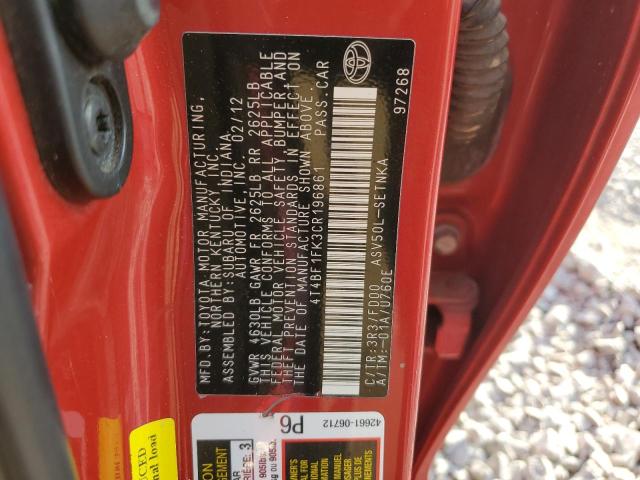 MFD.BY:TOYOTA MOTOR MANUFACTURING,
NORTHERN KENTUCKY, INC.
ASSEMBLED BY:SUBARU OF INDIANA
AUTOMOTIVE, INC. 02/12
GVWR 4630LB GAWR FR 2625LB RR 2625LB
THIS VEHICLE CONFORMS TO ALL APPLICABLE
FEDERAL MOTOR VEHICLE SAFETY, BUMPER AND
THEFT PREVENTION STANDARDS IN EFFECT ON
THE DATE OF MANUFACTURE SHOWN ABOVE.
4T4BF1FK3CR196861 PASS.CAR
C/TR:3R3/FD00 ASV50L-SETNKA
A/TM:-01A/U760E
97268
P6
42661-06712